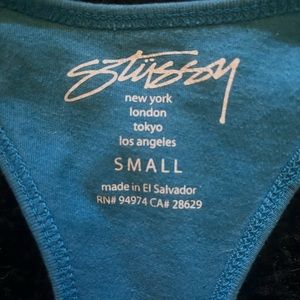 Stüssy
new york
london
tokyo
los angeles
SMALL
made in El Salvador
RN# 94974 CA# 28629